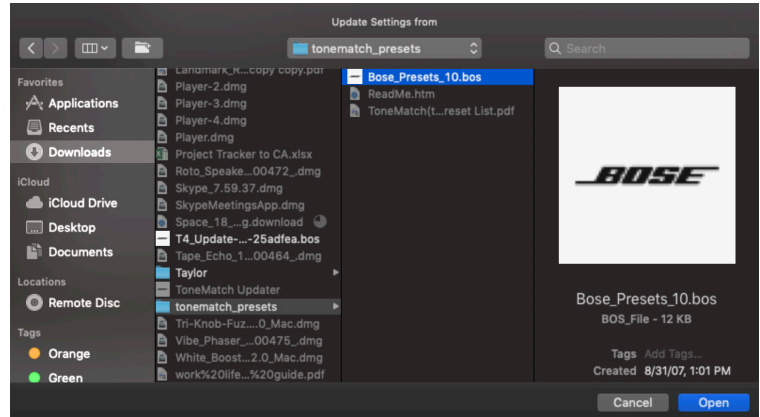 Update Settings from
tonematch_presets
Search
Favorites
Applications
Recents
Downloads
iCloud
iCloud Drive
Desktop
Documents
Locations
Remote Disc
Tags
Orange
Green
Landmark_R...copy copy.pdf
Player-2.dmg
Player-3.dmg
Player-4.dmg
Player.dmg
Project Tracker to CA.xlsx
Roto_Speake...00472_.dmg
Skype_7.59.37.dmg
SkypeMeetingsApp.dmg
Space_18_...g.download
T4_Update-...-25adfea.bos
Tape_Echo_1...00464_.dmg
Taylor
ToneMatch Updater
tonematch_presets
Tri-Knob-Fuz....0_Mac.dmg
Vibe_Phaser_...00475_.dmg
White_Boost...2.0_Mac.dmg
work%20life...%20guide.pdf
Bose_Presets_10.bos
ReadMe.htm
ToneMatch(t...reset List.pdf
BOSE
Bose_Presets_10.bos
BOS_File - 12 KB
Tags Add Tags...
Created 8/31/07, 1:01 PM
Cancel
Open